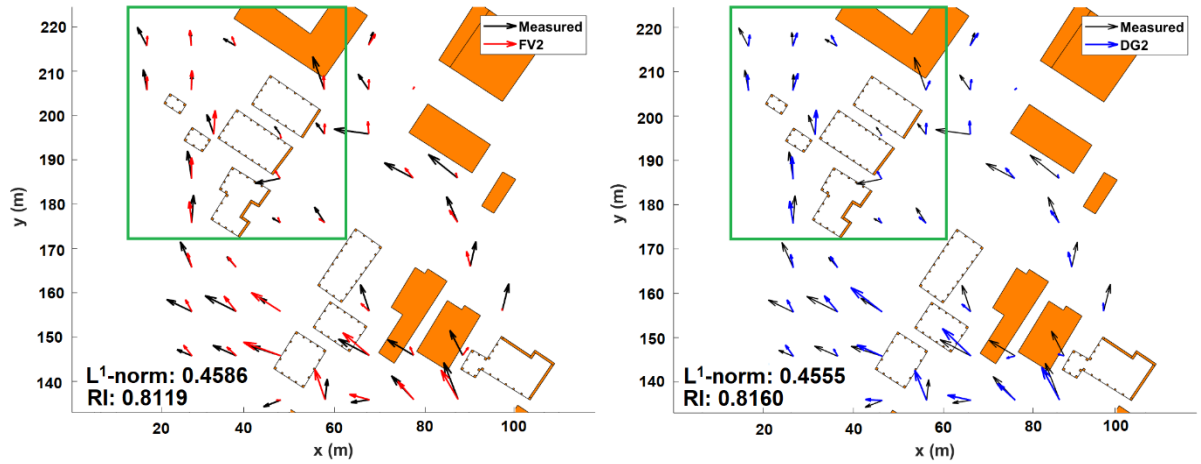 220
210
200
190
180
170
160
150
140
y (m)
20
40
60
80
100
x (m)
Measured
FV2
L¹-norm: 0.4586
RI: 0.8119
220
210
200
190
180
170
160
150
140
y (m)
20
40
60
80
100
x (m)
Measured
DG2
L¹-norm: 0.4555
RI: 0.8160